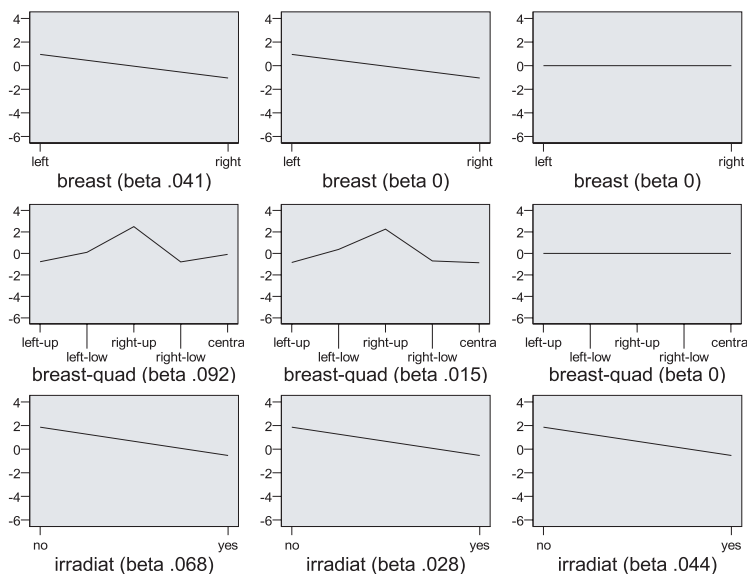 4 4 4
2 2 2
0 0 0
-2 -2 -2
-4 -4 -4
-6 -6 -6
left right left right left right
breast (beta .041) breast (beta 0) breast (beta 0)
4 4 4
2 2 2
0 0 0
-2 -2 -2
-4 -4 -4
-6 -6 -6
left-up right-up centra left-up right-up centra left-up right-up centra
left-low right-low left-low right-low left-low right-low
breast-quad (beta .092) breast-quad (beta .015) breast-quad (beta 0)
4 4 4
2 2 2
0 0 0
-2 -2 -2
-4 -4 -4
-6 -6 -6
no yes no yes no yes
irradiat (beta .068) irradiat (beta .028) irradiat (beta .044)